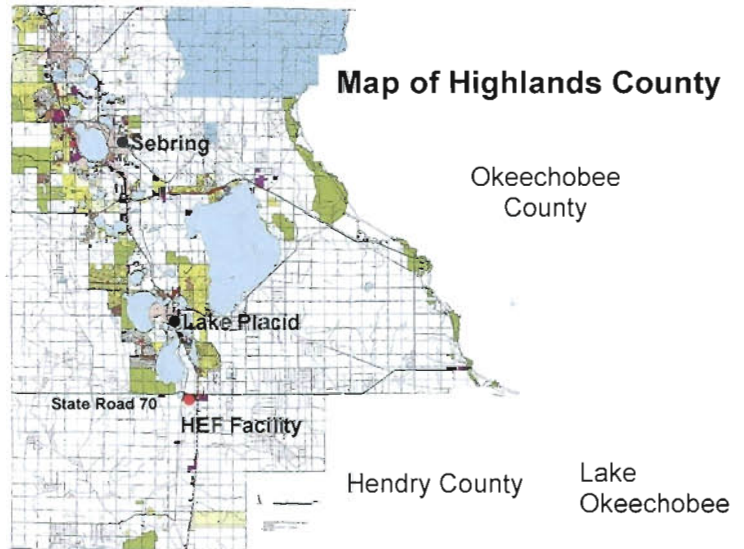 Map of Highlands County
Sebring
Okeechobee
County
Lake Placid
State Road 70
HEF Facility
Hendry County
Lake
Okeechobee